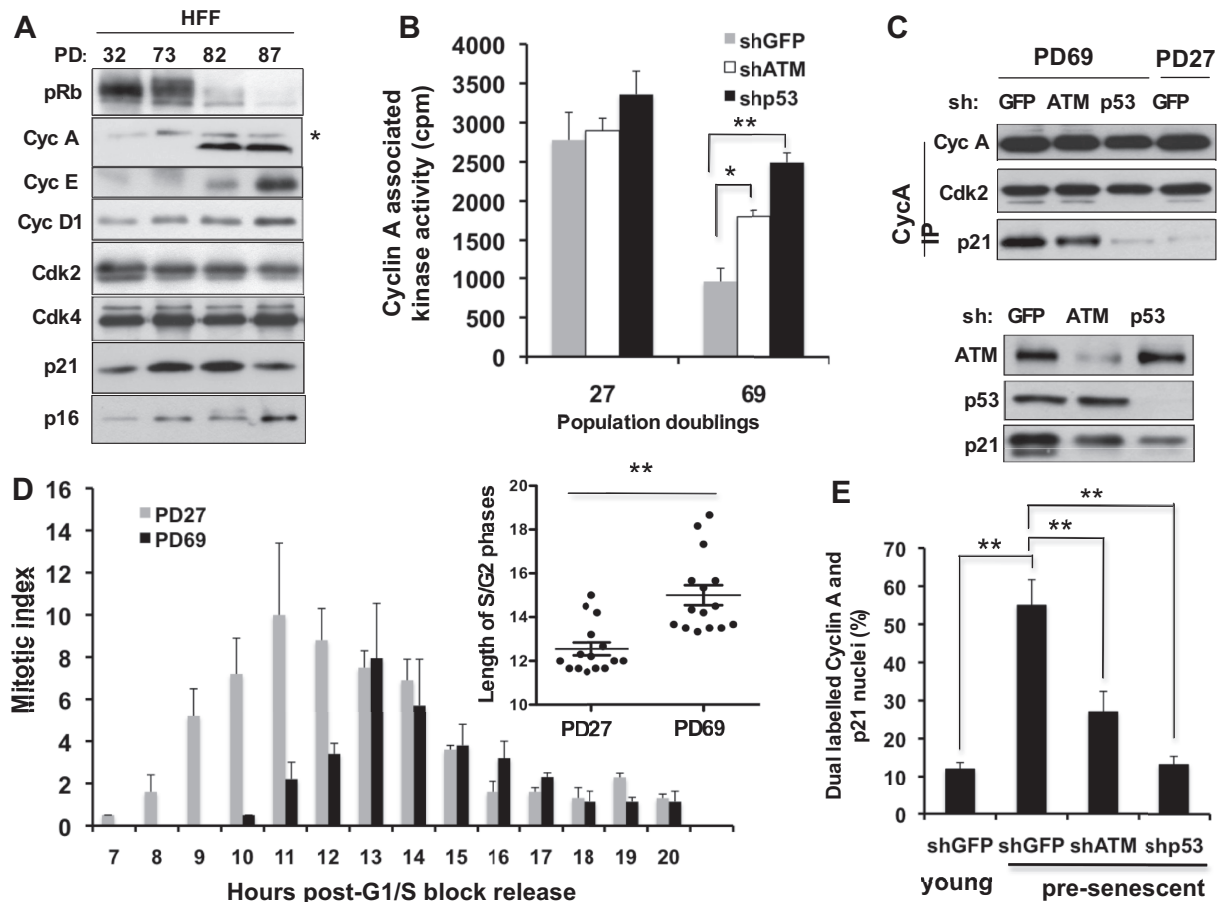 A
HFF
PD: 32 73 82 87
pRb
Cyc A *
Cyc E
Cyc D1
Cdk2
Cdk4
p21
p16
B
4000
3500
3000
2500
2000
1500
1000
500
0
Cyclin A associated
kinase activity (cpm)
shGFP
shATM
shp53
**
*
27 69
Population doublings
C
PD69 PD27
sh: GFP ATM p53 GFP
Cyc A
Cdk2
p21
CycA
IP
sh: GFP ATM p53
ATM
p53
p21
D
16
14
12
10
8
6
4
2
0
Mitotic index
PD27
PD69
7 8 9 10 11 12 13 14 15 16 17 18 19 20
Hours post-G1/S block release
**
20
18
16
14
12
10
Length of S/G2 phases
PD27 PD69
E
**
**
**
70
60
50
40
30
20
10
0
Dual labelled Cyclin A and
p21 nuclei (%)
shGFP shGFP shATM shp53
young pre-senescent